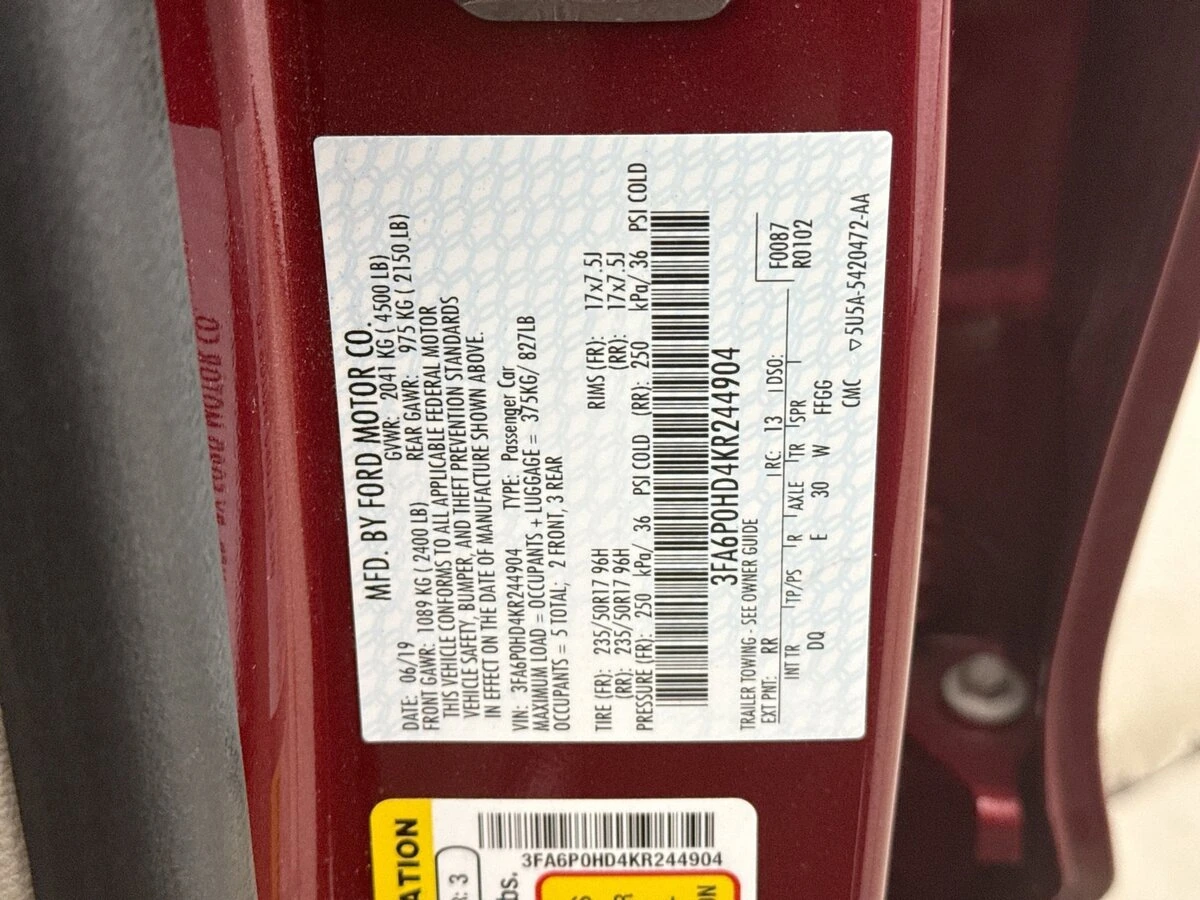 MFD. BY FORD MOTOR CO.
DATE: 06/19 GVWR: 2041 KG ( 4500 LB)
FRONT GAWR: 1089 KG ( 2400 LB) REAR GAWR: 975 KG ( 2150 LB)
THIS VEHICLE CONFORMS TO ALL APPLICABLE FEDERAL MOTOR
VEHICLE SAFETY, BUMPER, AND THEFT PREVENTION STANDARDS
IN EFFECT ON THE DATE OF MANUFACTURE SHOWN ABOVE.
VIN: 3FA6P0HD4KR244904 TYPE: Passenger Car
MAXIMUM LOAD = OCCUPANTS + LUGGAGE = 375KG/ 827LB
OCCUPANTS = 5 TOTAL; 2 FRONT, 3 REAR
TIRE (FR): 235/50R17 96H RIMS (FR): 17x7.5J
(RR): 235/50R17 96H (RR): 17x7.5J
PRESSURE (FR): 250 kPa/ 36 PSI COLD (RR): 250 kPa/ 36 PSI COLD
3FA6P0HD4KR244904
TRAILER TOWING - SEE OWNER GUIDE
EXT PNT: RR RC: 13 DSO: F0087
R0102
INT TR TP/PS R AXLE TR SPR
DQ E 30 W FFGG
CMC ▽5U5A-5420472-AA
ATION
: 3
3FA6P0HD4KR244904
bs.